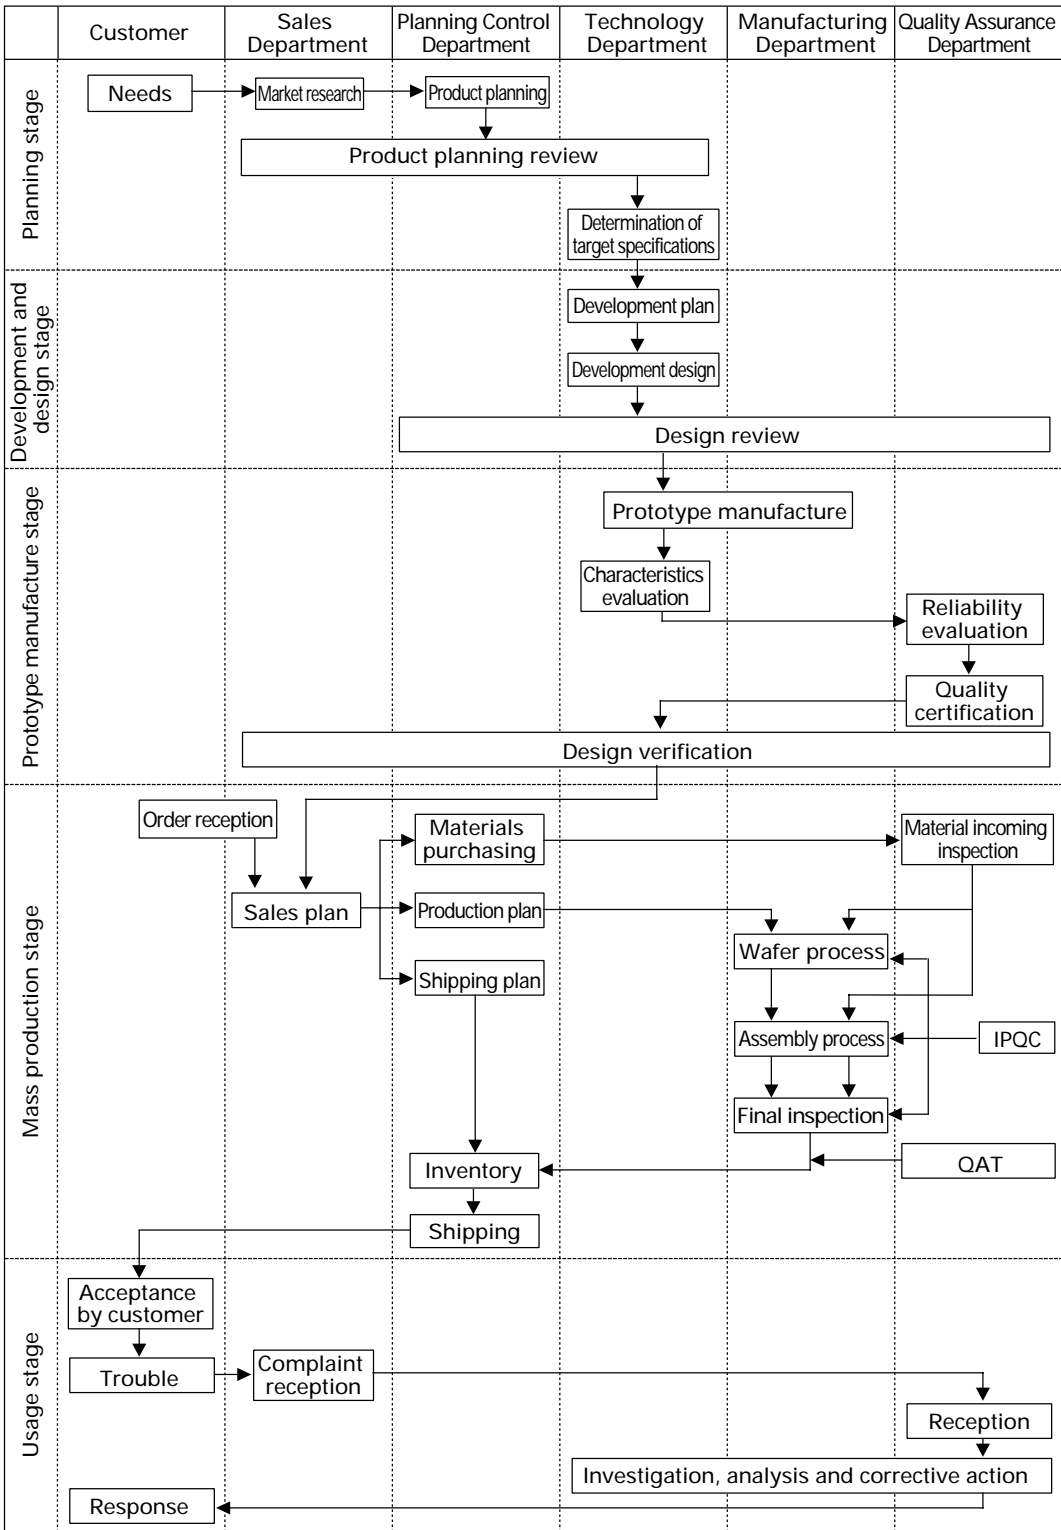 Customer
Sales
Department
Planning Control
Department
Technology
Department
Manufacturing
Department
Quality Assurance
Department
Planning stage
Needs
Market research
Product planning
Product planning review
Determination of
target specifications
Development and
design stage
Development plan
Development design
Design review
Prototype manufacture stage
Prototype manufacture
Characteristics
evaluation
Reliability
evaluation
Quality
certification
Design verification
Mass production stage
Order reception
Materials
purchasing
Material incoming
inspection
Sales plan
Production plan
Wafer process
Shipping plan
Assembly process
IPQC
Final inspection
QAT
Inventory
Shipping
Usage stage
Acceptance
by customer
Trouble
Complaint
reception
Reception
Investigation, analysis and corrective action
Response